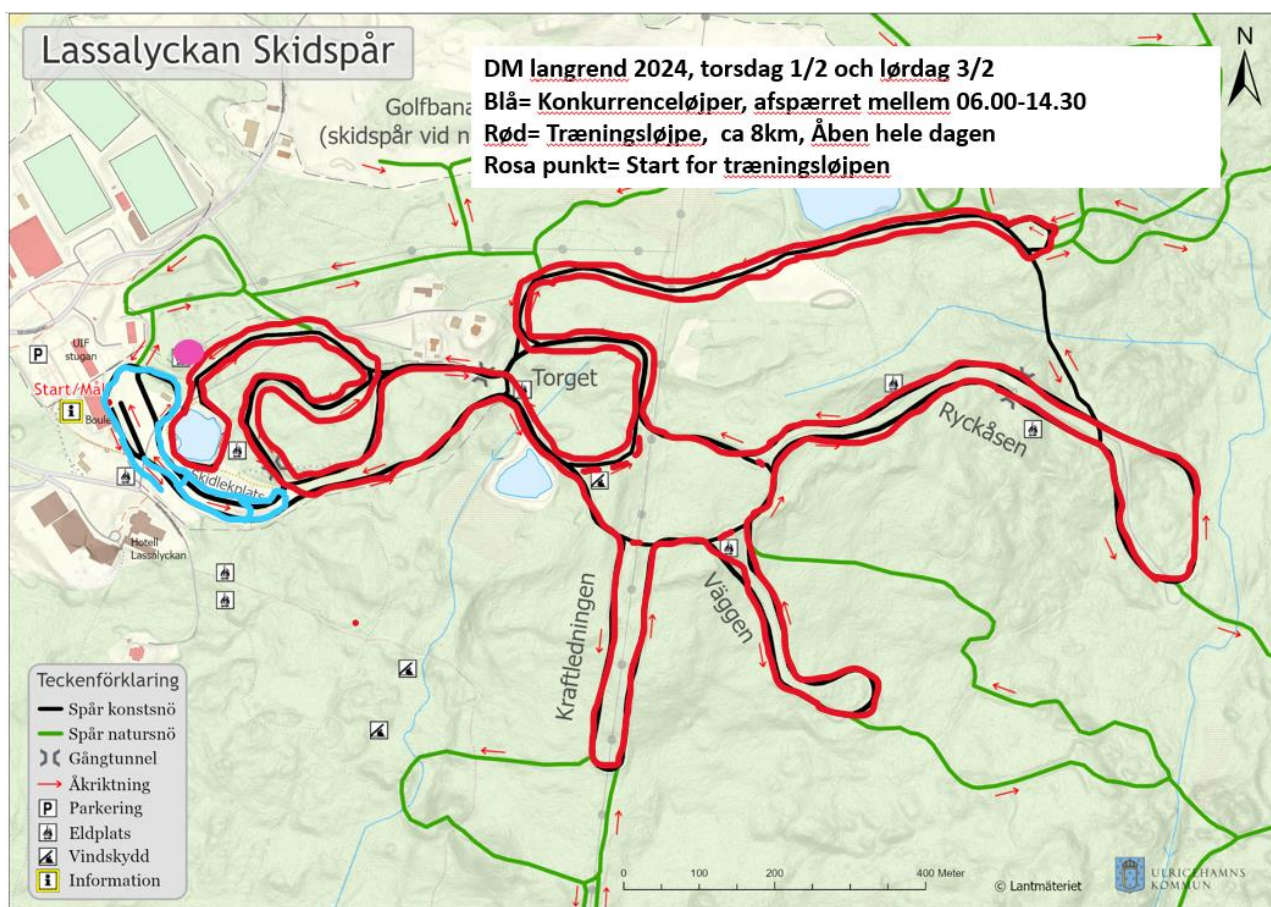 Lassalyckan Skidspår
DM langrend 2024, torsdag 1/2 och lørdag 3/2
Blå= Konkurrenceløjper, afspærret mellem 06.00-14.30
Rød= Træningsløjpe,  ca 8km, Åben hele dagen
Rosa punkt= Start for træningsløjpen
N
Golfbana
(skidspår vid n
P
ULF
stugan
Start/Mål
i
Boule
Torget
Ryckåsen
Skidlekplats
Hotell
Lassalyckan
Kraftledningen
Väggen
Teckenförklaring
Spår konstsnö
Spår natursnö
Gångtunnel
Åkriktning
P Parkering
Eldplats
Vindskydd
i Information
0 100 200 400 Meter
© Lantmäteriet
ULRICEHAMNS
KOMMUN